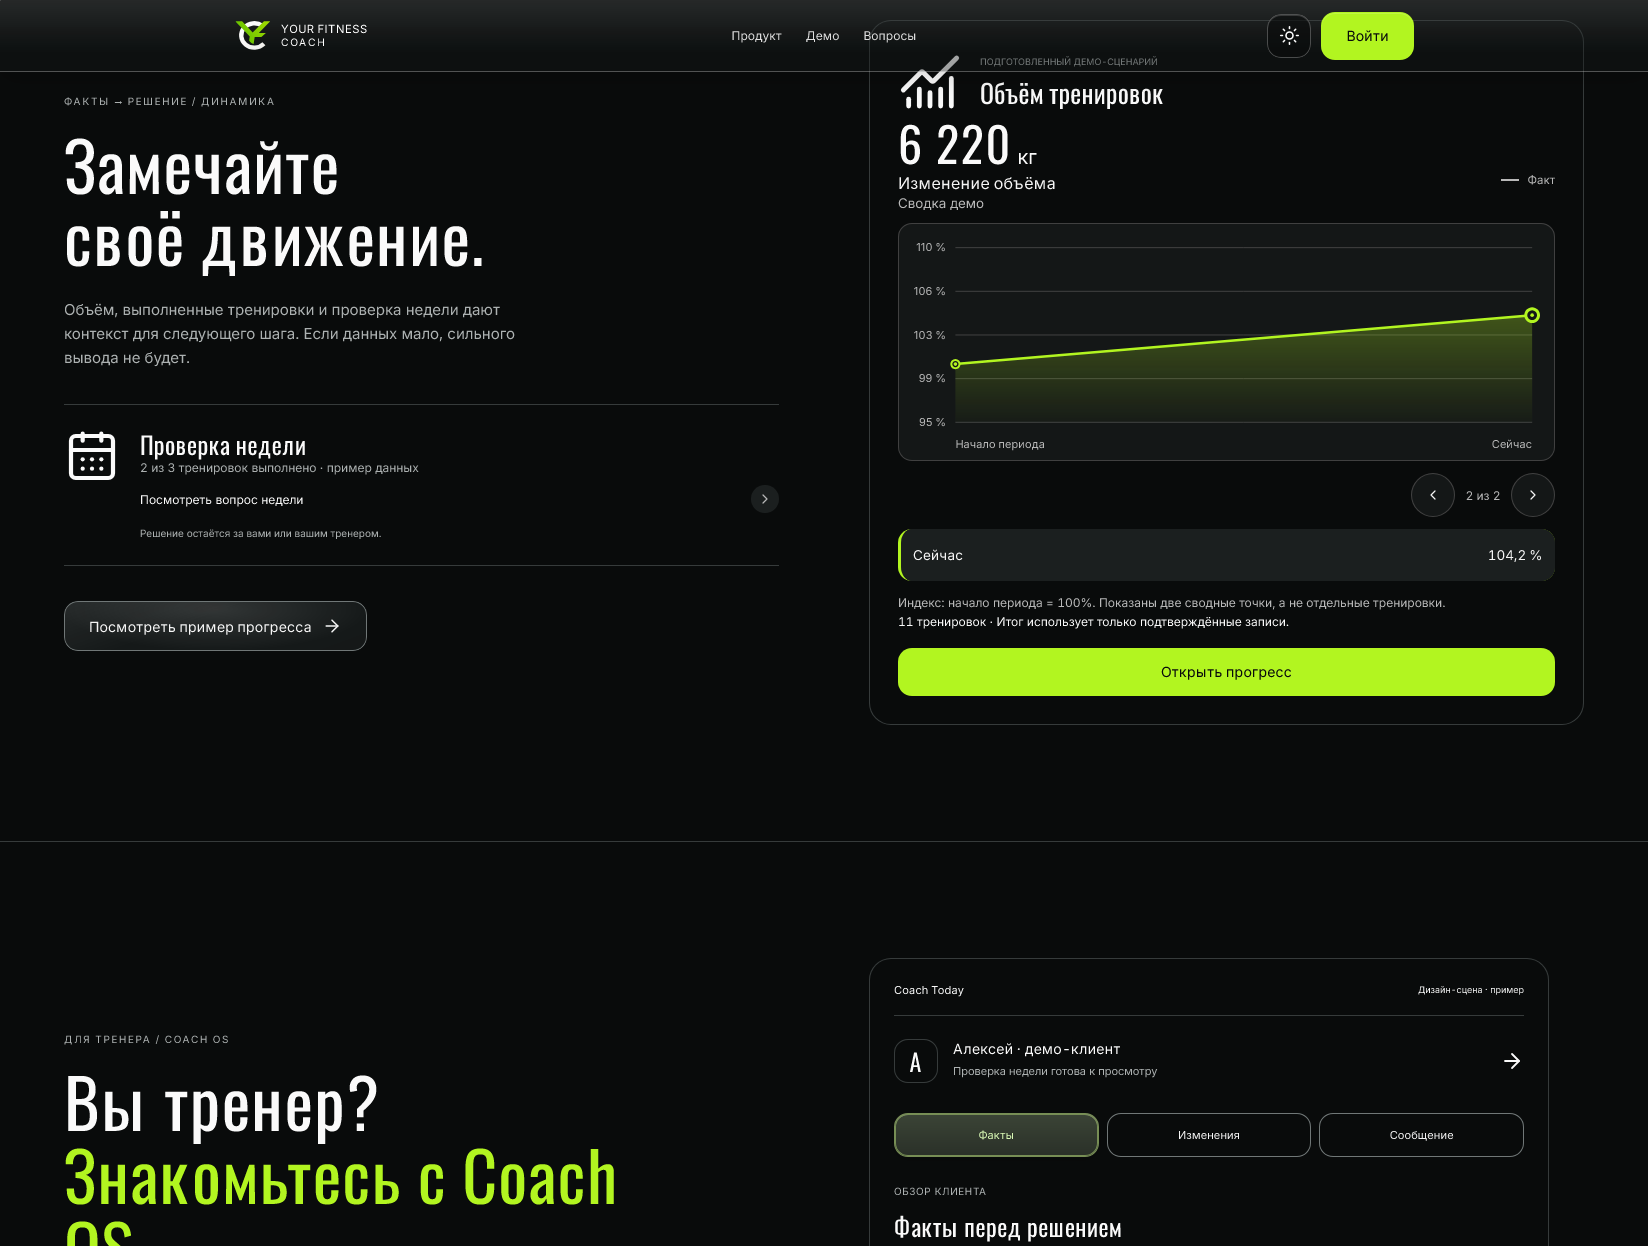 YOUR FITNESS
COACH
Продукт
Демо
Вопросы
Войти
ФАКТЫ → РЕШЕНИЕ / ДИНАМИКА
Замечайте
своё движение.
Объём, выполненные тренировки и проверка недели дают
контекст для следующего шага. Если данных мало, сильного
вывода не будет.
Проверка недели
2 из 3 тренировок выполнено · пример данных
Посмотреть вопрос недели
Решение остаётся за вами или вашим тренером.
Посмотреть пример прогресса
ПОДГОТОВЛЕННЫЙ ДЕМО-СЦЕНАРИЙ
Объём тренировок
6 220 кг
Изменение объёма
Сводка демо
Факт
110 %
106 %
103 %
99 %
95 %
Начало периода
Сейчас
2 из 2
Сейчас
104,2 %
Индекс: начало периода = 100%. Показаны две сводные точки, а не отдельные тренировки.
11 тренировок · Итог использует только подтверждённые записи.
Открыть прогресс
ДЛЯ ТРЕНЕРА / COACH OS
Вы тренер?
Знакомьтесь с Coach
OS
Coach Today
Дизайн-сцена · пример
А
Алексей · демо-клиент
Проверка недели готова к просмотру
Факты
Изменения
Сообщение
ОБЗОР КЛИЕНТА
Факты перед решением